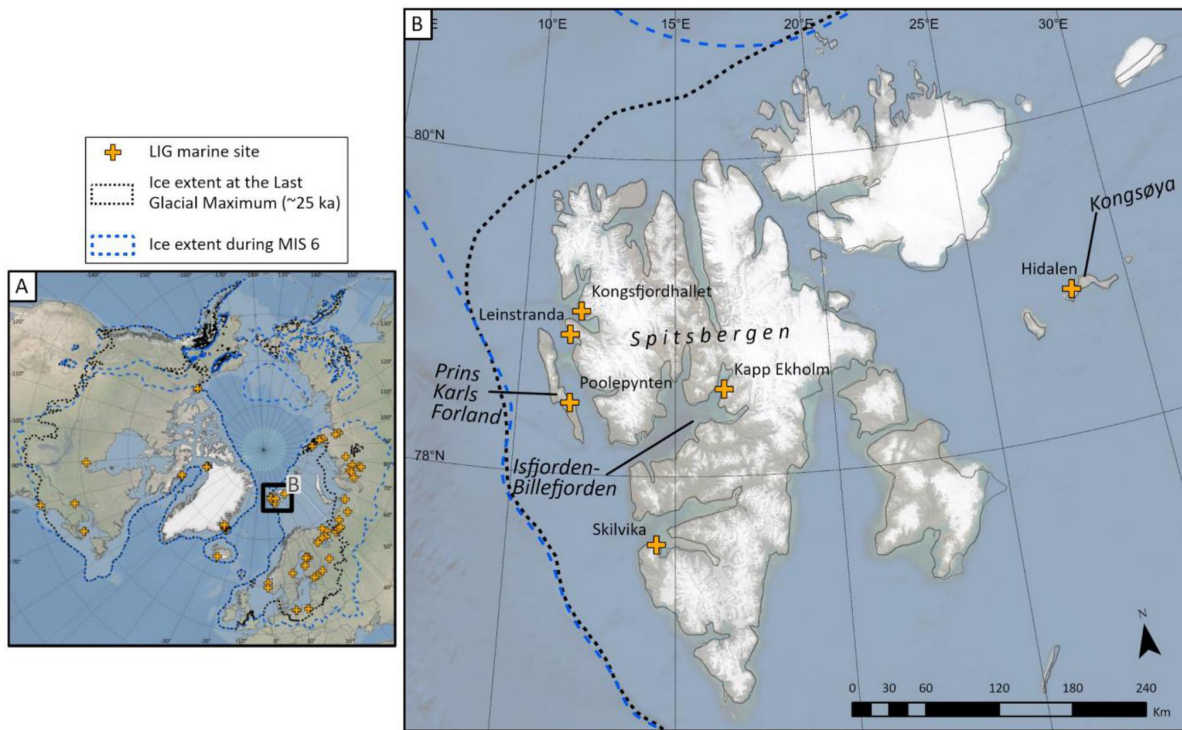 LIG marine site
Ice extent at the Last
Glacial Maximum (~25 ka)
Ice extent during MIS 6
A
B
B
10°E
15°E
20°E
25°E
30°E
80°N
78°N
Kongsøya
Hidalen
Kongsfjordhallet
Leinstranda
Spitsbergen
Prins
Karls
Forland
Poolepynten
Kapp Ekholm
Isfjorden-
Billefjorden
Skilvika
N
0 30 60 120 180 240
Km